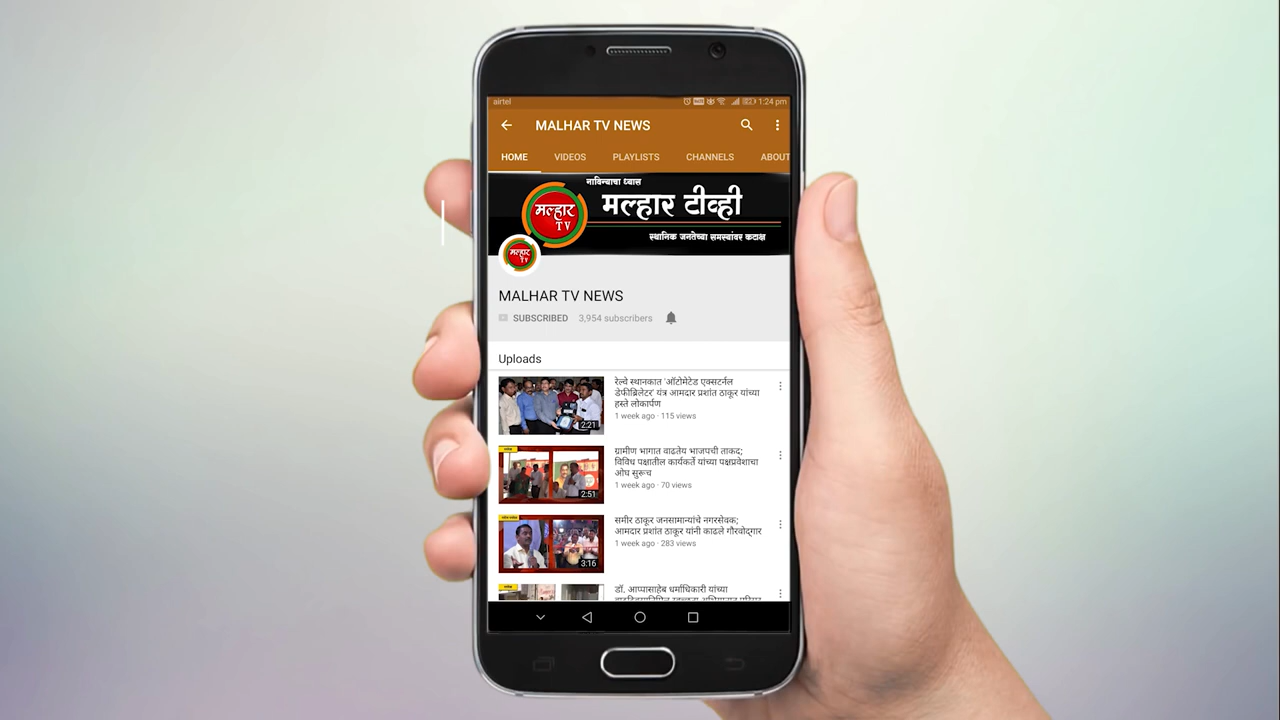 airtel 1:24 pm
MALHAR TV NEWS
HOME VIDEOS PLAYLISTS CHANNELS ABOUT
नाविन्याचा ध्यास
मल्हार टीव्ही
मल्हार
TV
स्थानिक जनतेच्या समस्यांवर कटाक्ष
मल्हार
TV
MALHAR TV NEWS
SUBSCRIBED 3,954 subscribers
Uploads
रेल्वे स्थानकात 'ऑटोमेटेड एक्सटर्नल
डेफीब्रिलेटर' यंत्र आमदार प्रशांत ठाकूर यांच्या
हस्ते लोकार्पण
1 week ago · 115 views
2:21
ग्रामीण भागात वाढतेय भाजपची ताकद;
विविध पक्षातील कार्यकर्ते यांच्या पक्षप्रवेशाचा
ओघ सुरूच
1 week ago · 70 views
2:51
समीर ठाकूर जनसामान्यांचे नगरसेवक;
आमदार प्रशांत ठाकूर यांनी काढले गौरवोद्गार
1 week ago · 283 views
3:16
डॉ. आप्पासाहेब धर्माधिकारी यांच्या